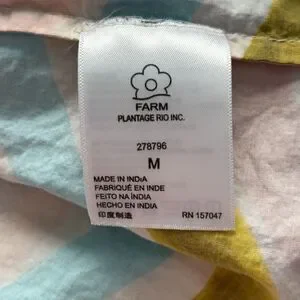 FARM
PLANTAGE RIO INC.
278796
M
MADE IN INDIA
FABRIQUÉ EN INDE
FEITO NA ÍNDIA
HECHO EN INDIA
印度制造 RN 157047